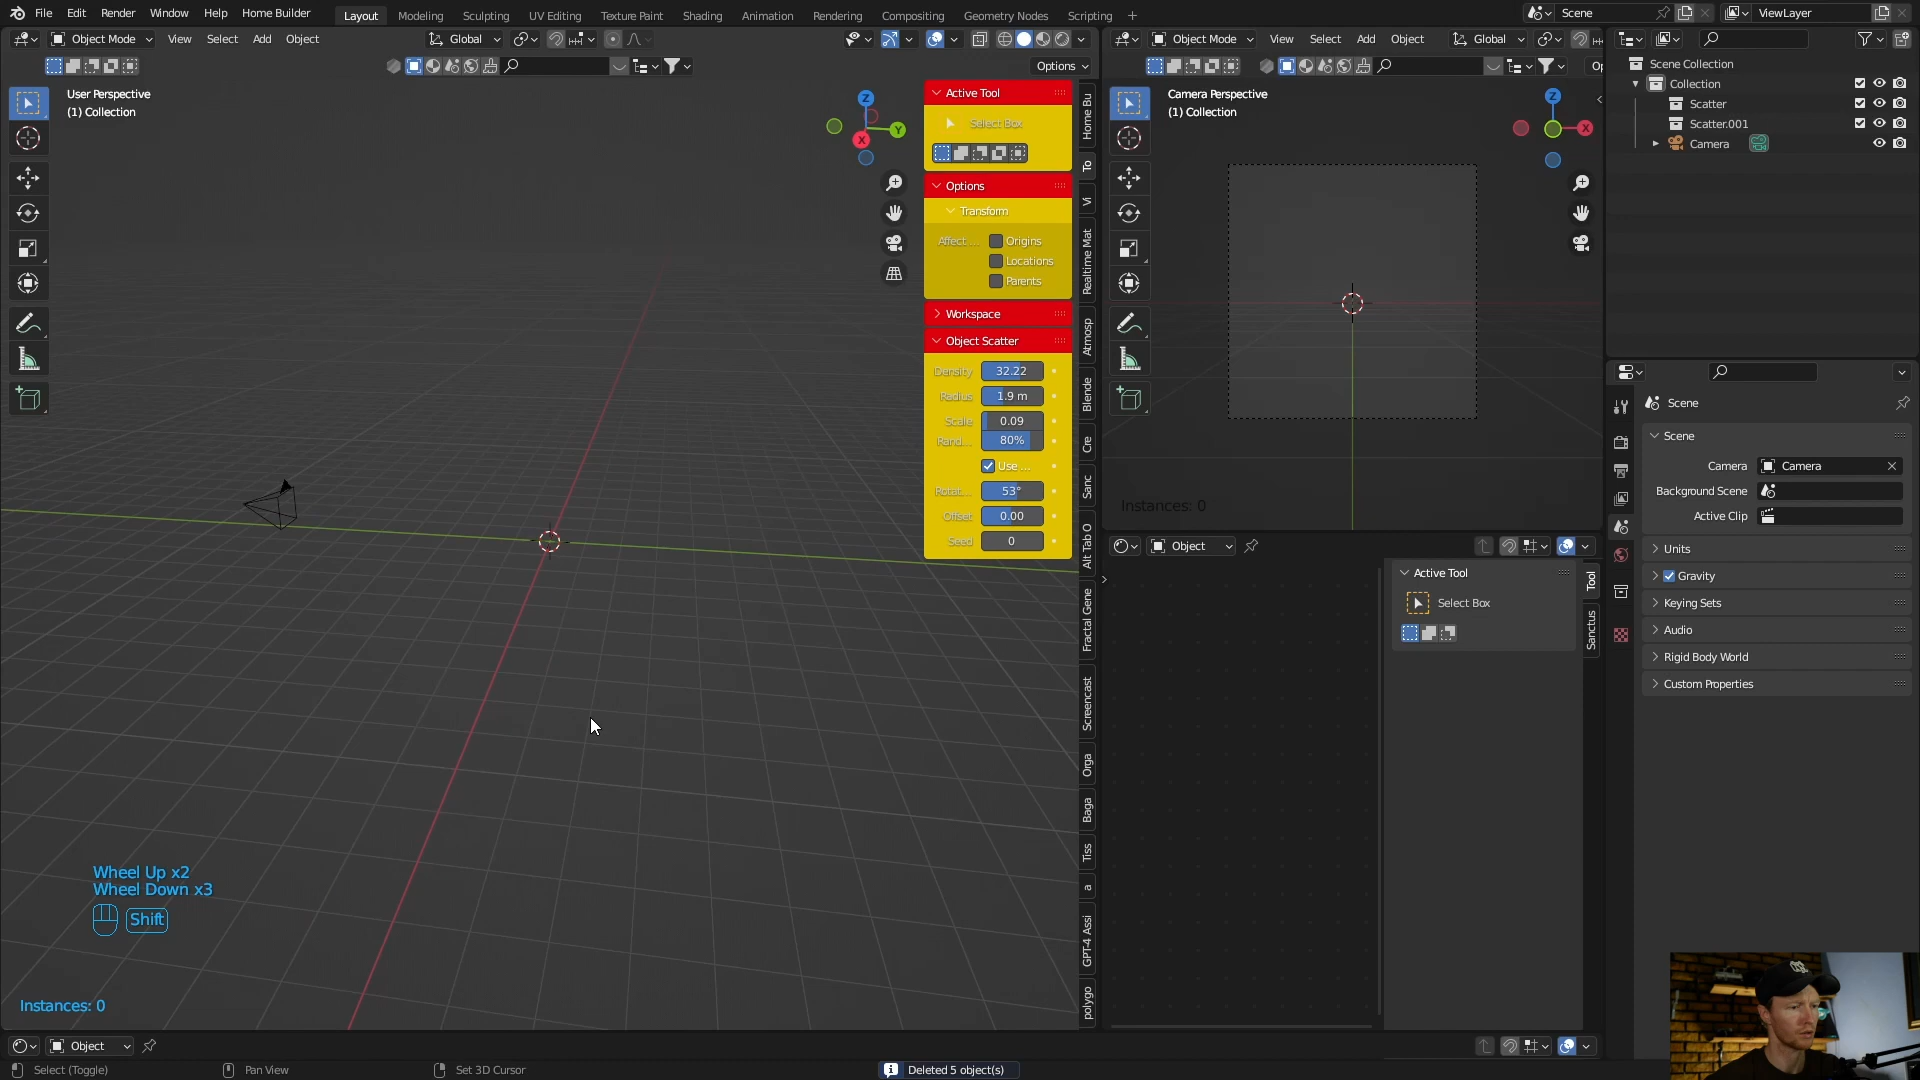 File Edit Render Window Help Home Builder Layout Modeling Sculpting UV Editing Texture Paint Shading Animation Rendering Compositing Geometry Nodes Scripting + Scene ViewLayer
Object Mode View Select Add Object Global
Options
User Perspective
(1) Collection
Active Tool
Select Box
Options
Transform
Affect ... Origins
Locations
Parents
Workspace
Object Scatter
Density 32.22
Radius 1.9 m
Scale 0.09
Rand... 80%
Use ...
Rotat... 53°
Offset 0.00
Seed 0
X
Y
Z
Home Bu
To
Vi
Realtime Mat
Atmosp
Blende
Cre
Sanc
Alt Tab O
Fractal Gene
Screencast
Orga
Baga
Tiss
a
GPT-4 Assi
polygo
Wheel Up x2
Wheel Down x3
Shift
Instances: 0
Object Mode View Select Add Object Global
Op
Camera Perspective
(1) Collection
Z
X
Instances: 0
Object
Active Tool
Select Box
Tool
Sanctus
Scene Collection
Collection
Scatter
Scatter.001
Camera
Scene
Scene
Camera Camera
Background Scene
Active Clip
Units
Gravity
Keying Sets
Audio
Rigid Body World
Custom Properties
Object
Select (Toggle) Pan View Set 3D Cursor Deleted 5 object(s)